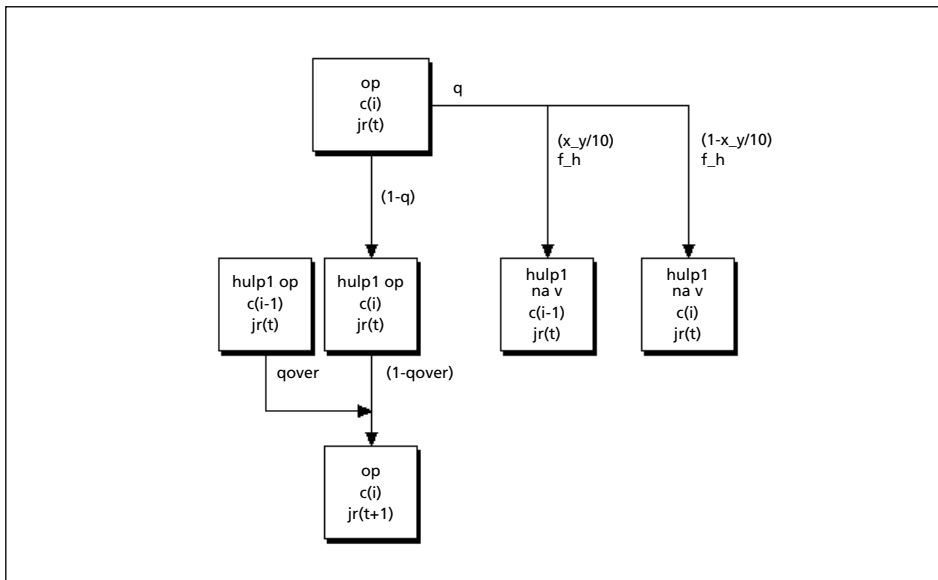 op
c(i)
jr(t)
q
(x_y/10)
f_h
(1-x_y/10)
f_h
(1-q)
hulp1 op
c(i-1)
jr(t)
hulp1 op
c(i)
jr(t)
hulp1
na v
c(i-1)
jr(t)
hulp1
na v
c(i)
jr(t)
qover
(1-qover)
op
c(i)
jr(t+1)